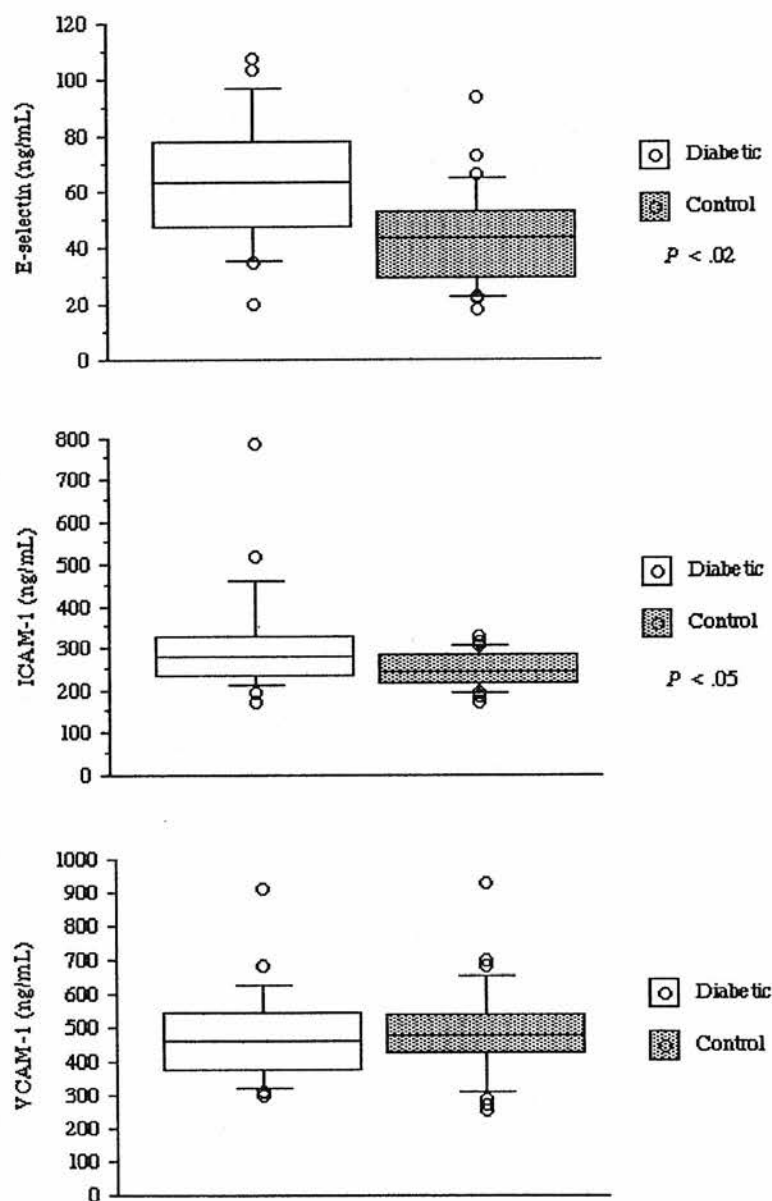 120
100
80
60
40
20
0
E-selectin (ng/mL)
Diabetic
Control
P < .02
800
700
600
500
400
300
200
100
0
ICAM-1 (ng/mL)
Diabetic
Control
P < .05
1000
900
800
700
600
500
400
300
200
100
0
VCAM-1 (ng/mL)
Diabetic
Control